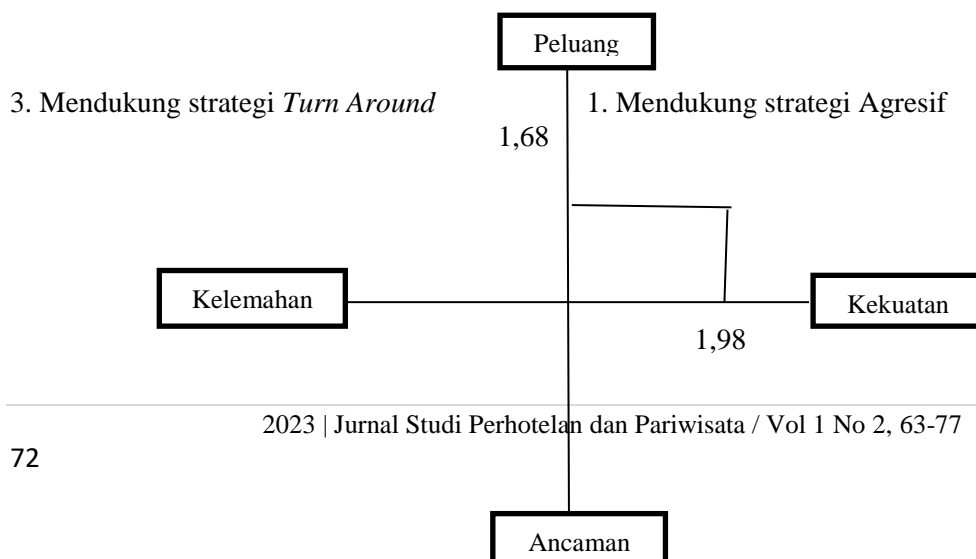 Peluang
3. Mendukung strategi Turn Around
1. Mendukung strategi Agresif
1,68
Kelemahan
Kekuatan
1,98
2023 | Jurnal Studi Perhotelan dan Pariwisata / Vol 1 No 2, 63-77
72
Ancaman